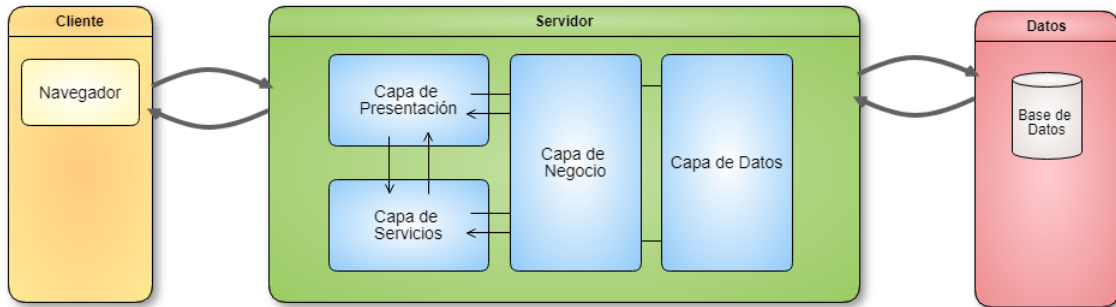 Cliente
Servidor
Datos
Navegador
Capa de
Presentación
Capa de
Servicios
Capa de
Negocio
Capa de Datos
Base de
Datos